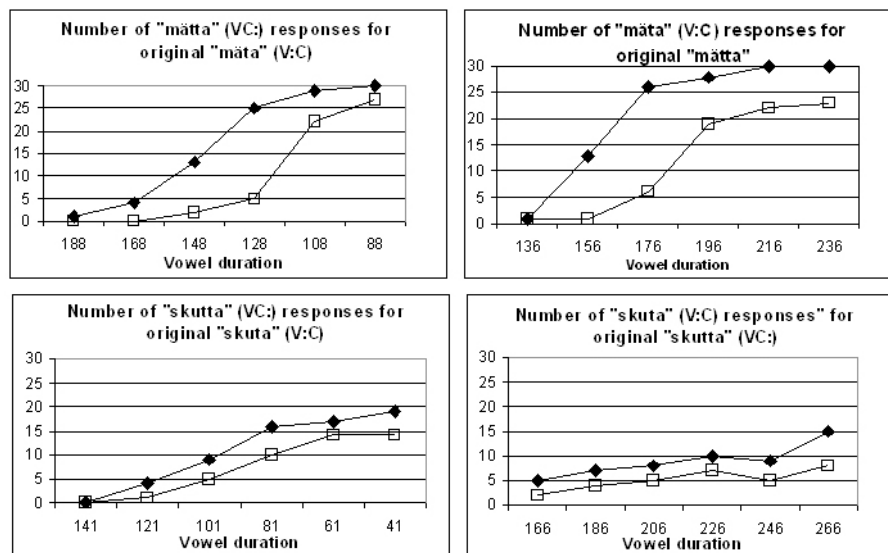 Number of "mätta" (VC:) responses for
original "mäta" (V:C)
30
25
20
15
10
5
0
188 168 148 128 108 88
Vowel duration
Number of "mäta" (V:C) responses for
original "mätta"
30
25
20
15
10
5
0
136 156 176 196 216 236
Vowel duration
Number of "skutta" (VC:) responses for
original "skuta" (V:C)
30
25
20
15
10
5
0
141 121 101 81 61 41
Vowel duration
Number of "skuta" (V:C) responses" for
original "skutta" (VC:)
30
25
20
15
10
5
0
166 186 206 226 246 266
Vowel duration